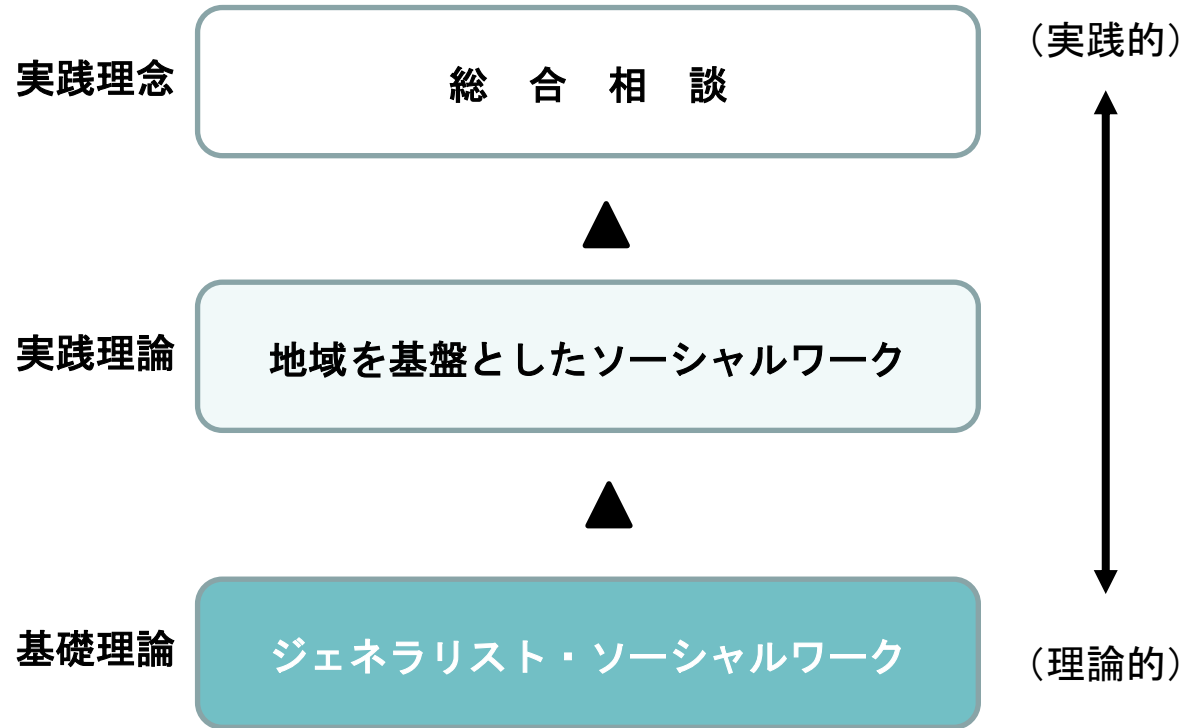 (実践的)
実践理念
総 合 相 談
実践理論
地域を基盤としたソーシャルワーク
基礎理論
ジェネラリスト・ソーシャルワーク
(理論的)